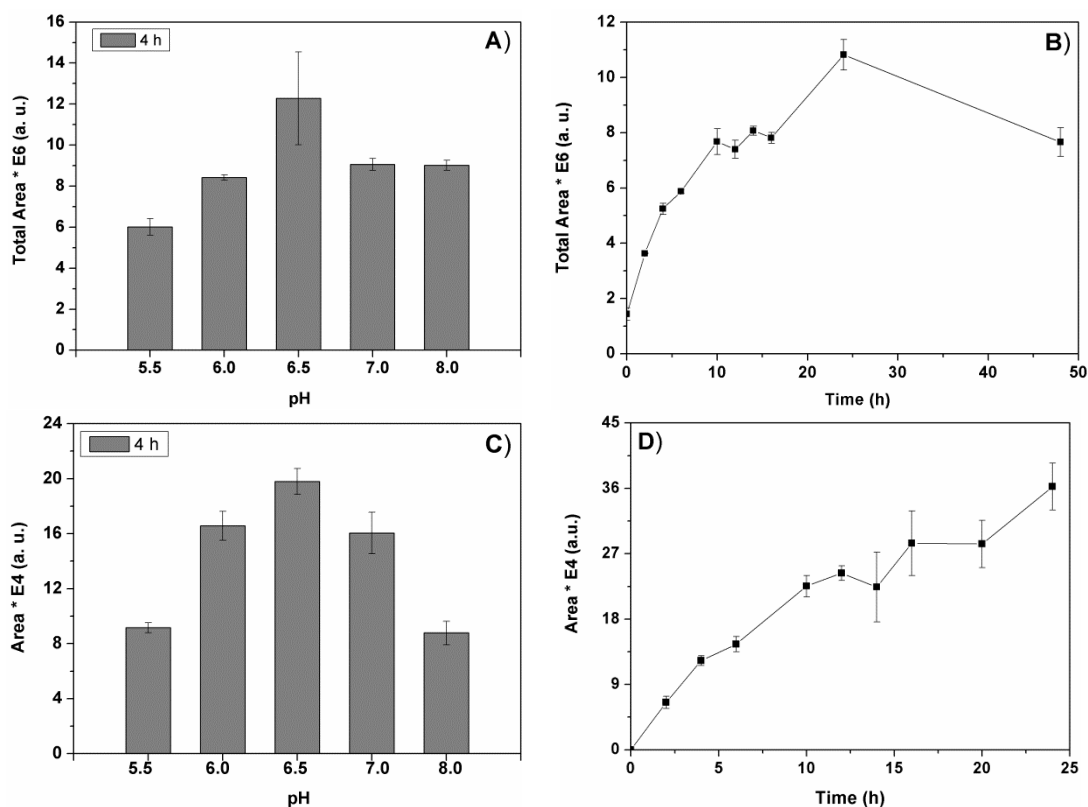 A)
4 h
Total Area * E6 (a. u.)
16
14
12
10
8
6
4
2
0
5.5 6.0 6.5 7.0 8.0
pH
B)
Total Area * E6 (a. u.)
12
10
8
6
4
2
0
0 10 20 30 40 50
Time (h)
C)
4 h
Area * E4 (a. u.)
24
20
16
12
8
4
0
5.5 6.0 6.5 7.0 8.0
pH
D)
Area * E4 (a.u.)
45
36
27
18
9
0
0 5 10 15 20 25
Time (h)